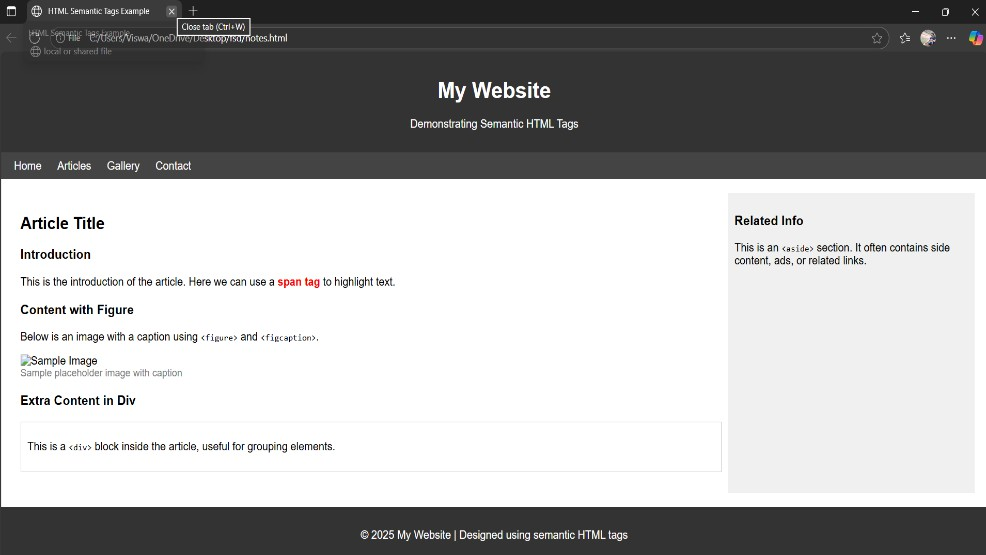 HTML Semantic Tags Example
Close tab (Ctrl+W)
HTML Semantic Tags Example
File C:/Users/Viswa/OneDrive/Desktop/fsd/notes.html
local or shared file
My Website
Demonstrating Semantic HTML Tags
Home Articles Gallery Contact
Article Title
Introduction
This is the introduction of the article. Here we can use a span tag to highlight text.
Content with Figure
Below is an image with a caption using <figure> and <figcaption>.
Sample Image
Sample placeholder image with caption
Extra Content in Div
This is a <div> block inside the article, useful for grouping elements.
Related Info
This is an <aside> section. It often contains side
content, ads, or related links.
© 2025 My Website | Designed using semantic HTML tags